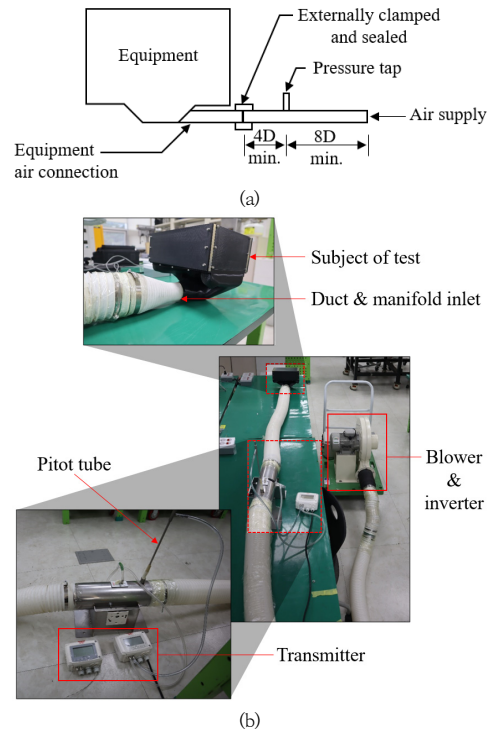 Externally clamped
and sealed
Equipment
Pressure tap
Air supply
4D
8D
min.
min.
Equipment
air connection
(a)
Subject of test
Duct & manifold inlet
Pitot tube
Blower
&
inverter
Transmitter
(b)